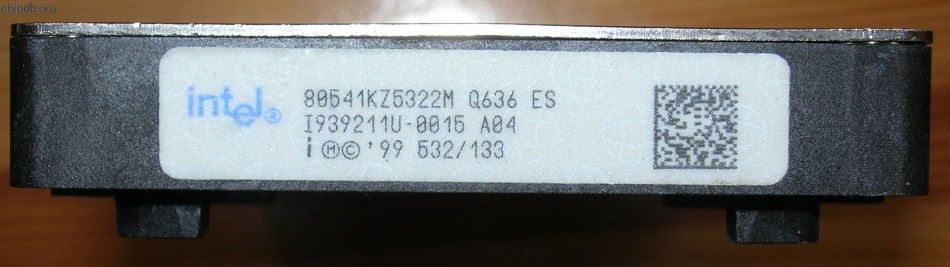 chipdb.org
intel®
80541KZ5322M Q636 ES
I939211U-0015 A04
i Ⓜ© '99 532/133